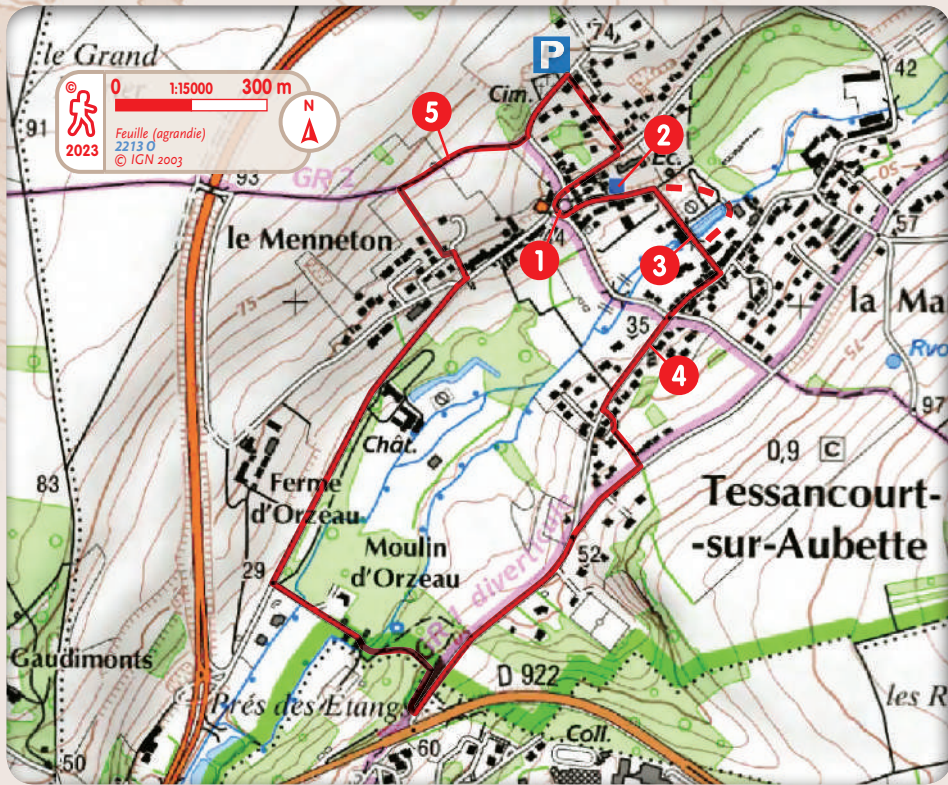 le Grand
74
P
42
©
0 1:15000 300 m
N
Cim.
5
2
2023
Feuille (agrandie)
2213 O
© IGN 2003
91
93
GR 2
Ec.
50
57
le Menneton
1
3
75
35
la Ma
4
75
97
Chât.
0,9 C
83
Ferme
d'Orzeau
Tessancourt-
-sur-Aubette
Moulin
d'Orzeau
52
29
GR 1 diverticule
Gaudimonts
D 922
Prés des Etang
les R
50
60
Coll.